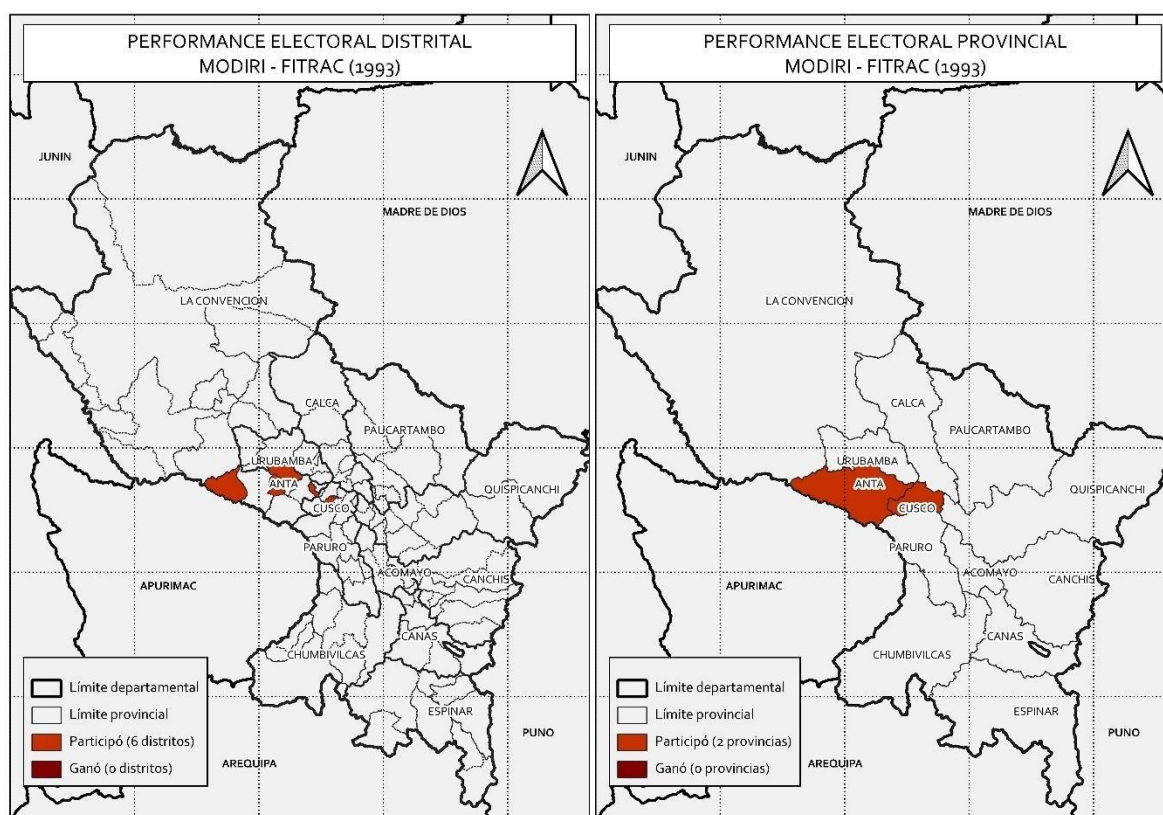 PERFORMANCE ELECTORAL DISTRITAL
MODIRI - FITRAC (1993)
JUNIN
MADRE DE DIOS
LA CONVENCION
CALCA
PAUCARTAMBO
URUBAMBA
ANTA
QUISPICANCHI
CUSCO
PARURO
ACOMAYO
CANCHIS
APURIMAC
CANAS
CHUMBIVILCAS
ESPINAR
PUNO
AREQUIPA
Límite departamental
Límite provincial
Participó (6 distritos)
Ganó (0 distritos)
PERFORMANCE ELECTORAL PROVINCIAL
MODIRI - FITRAC (1993)
JUNIN
MADRE DE DIOS
LA CONVENCION
CALCA
PAUCARTAMBO
URUBAMBA
ANTA
QUISPICANCHI
CUSCO
PARURO
ACOMAYO
CANCHIS
APURIMAC
CANAS
CHUMBIVILCAS
ESPINAR
PUNO
AREQUIPA
Límite departamental
Límite provincial
Participó (2 provincias)
Ganó (0 provincias)